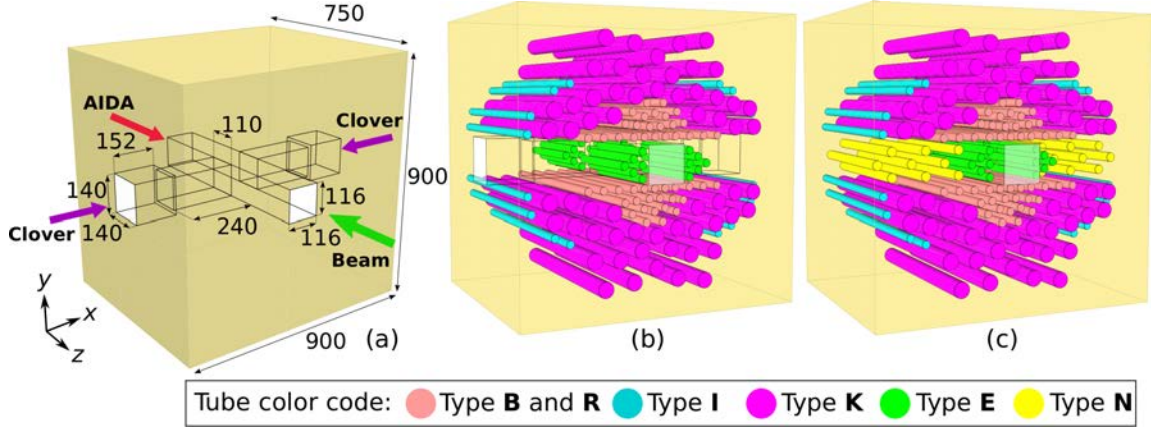 750
AIDA
152
110
Clover
140
900
Clover
140
240
116
116
Beam
y
x
z
900
(a)
(b)
(c)
Tube color code: Type B and R Type I Type K Type E Type N